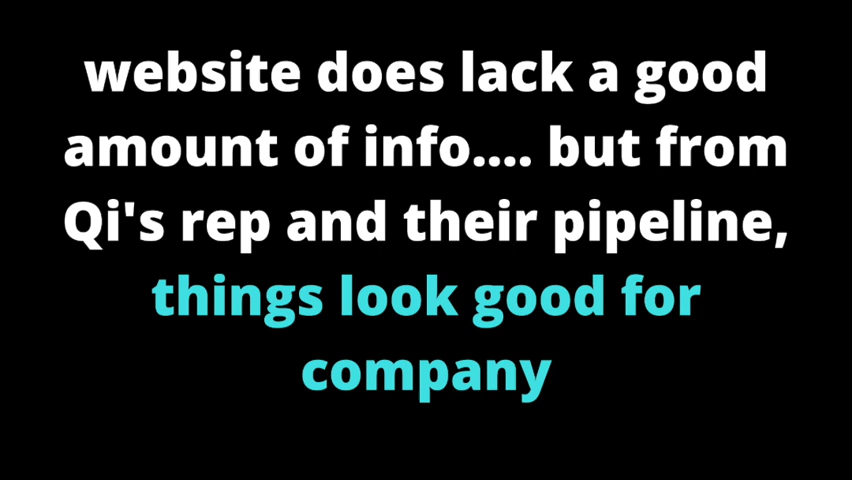 website does lack a good
amount of info.... but from
Qi's rep and their pipeline,
things look good for
company